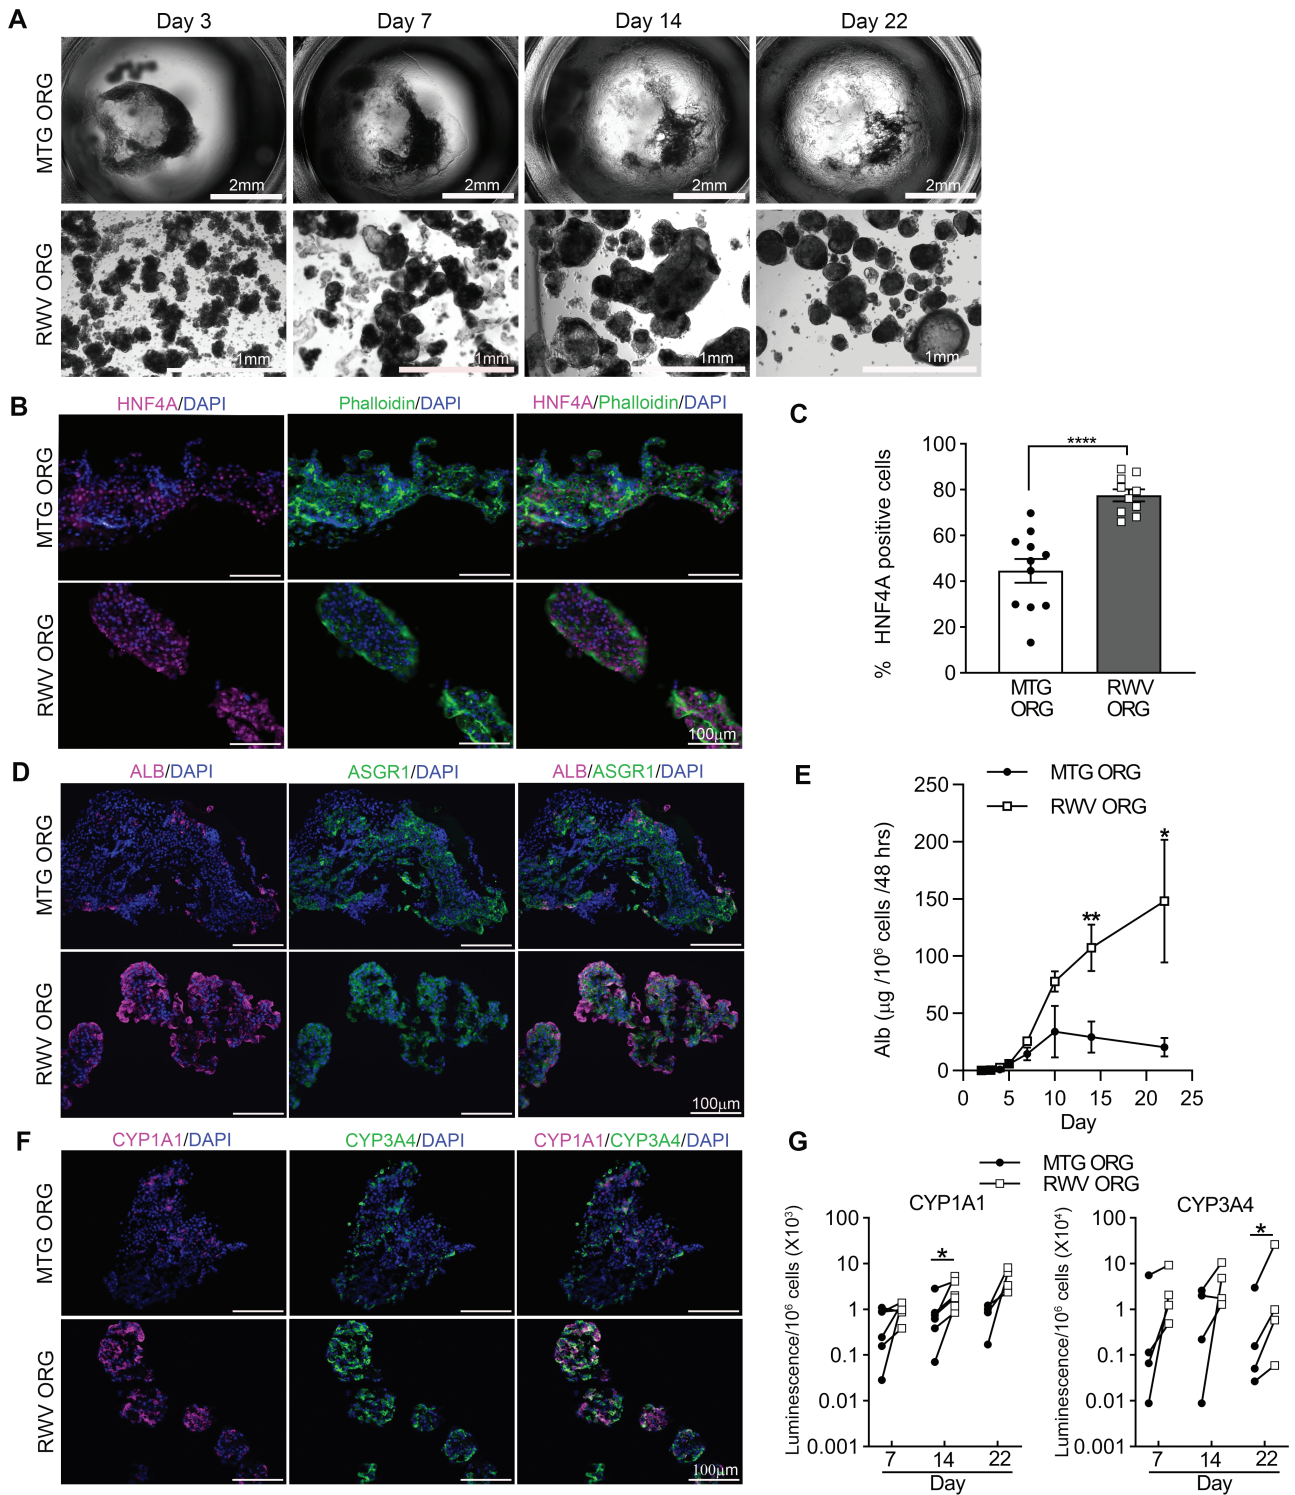 A
Day 3
Day 7
Day 14
Day 22
MTG ORG
2mm
2mm
2mm
2mm
RWV ORG
1mm
1mm
1mm
1mm
B
HNF4A/DAPI
Phalloidin/DAPI
HNF4A/Phalloidin/DAPI
MTG ORG
RWV ORG
100µm
C
% HNF4A positive cells
100
80
60
40
20
0
****
MTG ORG
RWV ORG
D
ALB/DAPI
ASGR1/DAPI
ALB/ASGR1/DAPI
MTG ORG
RWV ORG
100µm
E
MTG ORG
RWV ORG
Alb (µg /10⁶ cells /48 hrs)
250
200
150
100
50
0
**
*
0 5 10 15 20 25
Day
F
CYP1A1/DAPI
CYP3A4/DAPI
CYP1A1/CYP3A4/DAPI
MTG ORG
RWV ORG
100µm
G
MTG ORG
RWV ORG
CYP1A1
Luminescence/10⁶ cells (X10³)
100
10
1
0.1
0.01
0.001
*
7 14 22
Day
CYP3A4
Luminescence/10⁶ cells (X10⁴)
100
10
1
0.1
0.01
0.001
*
7 14 22
Day